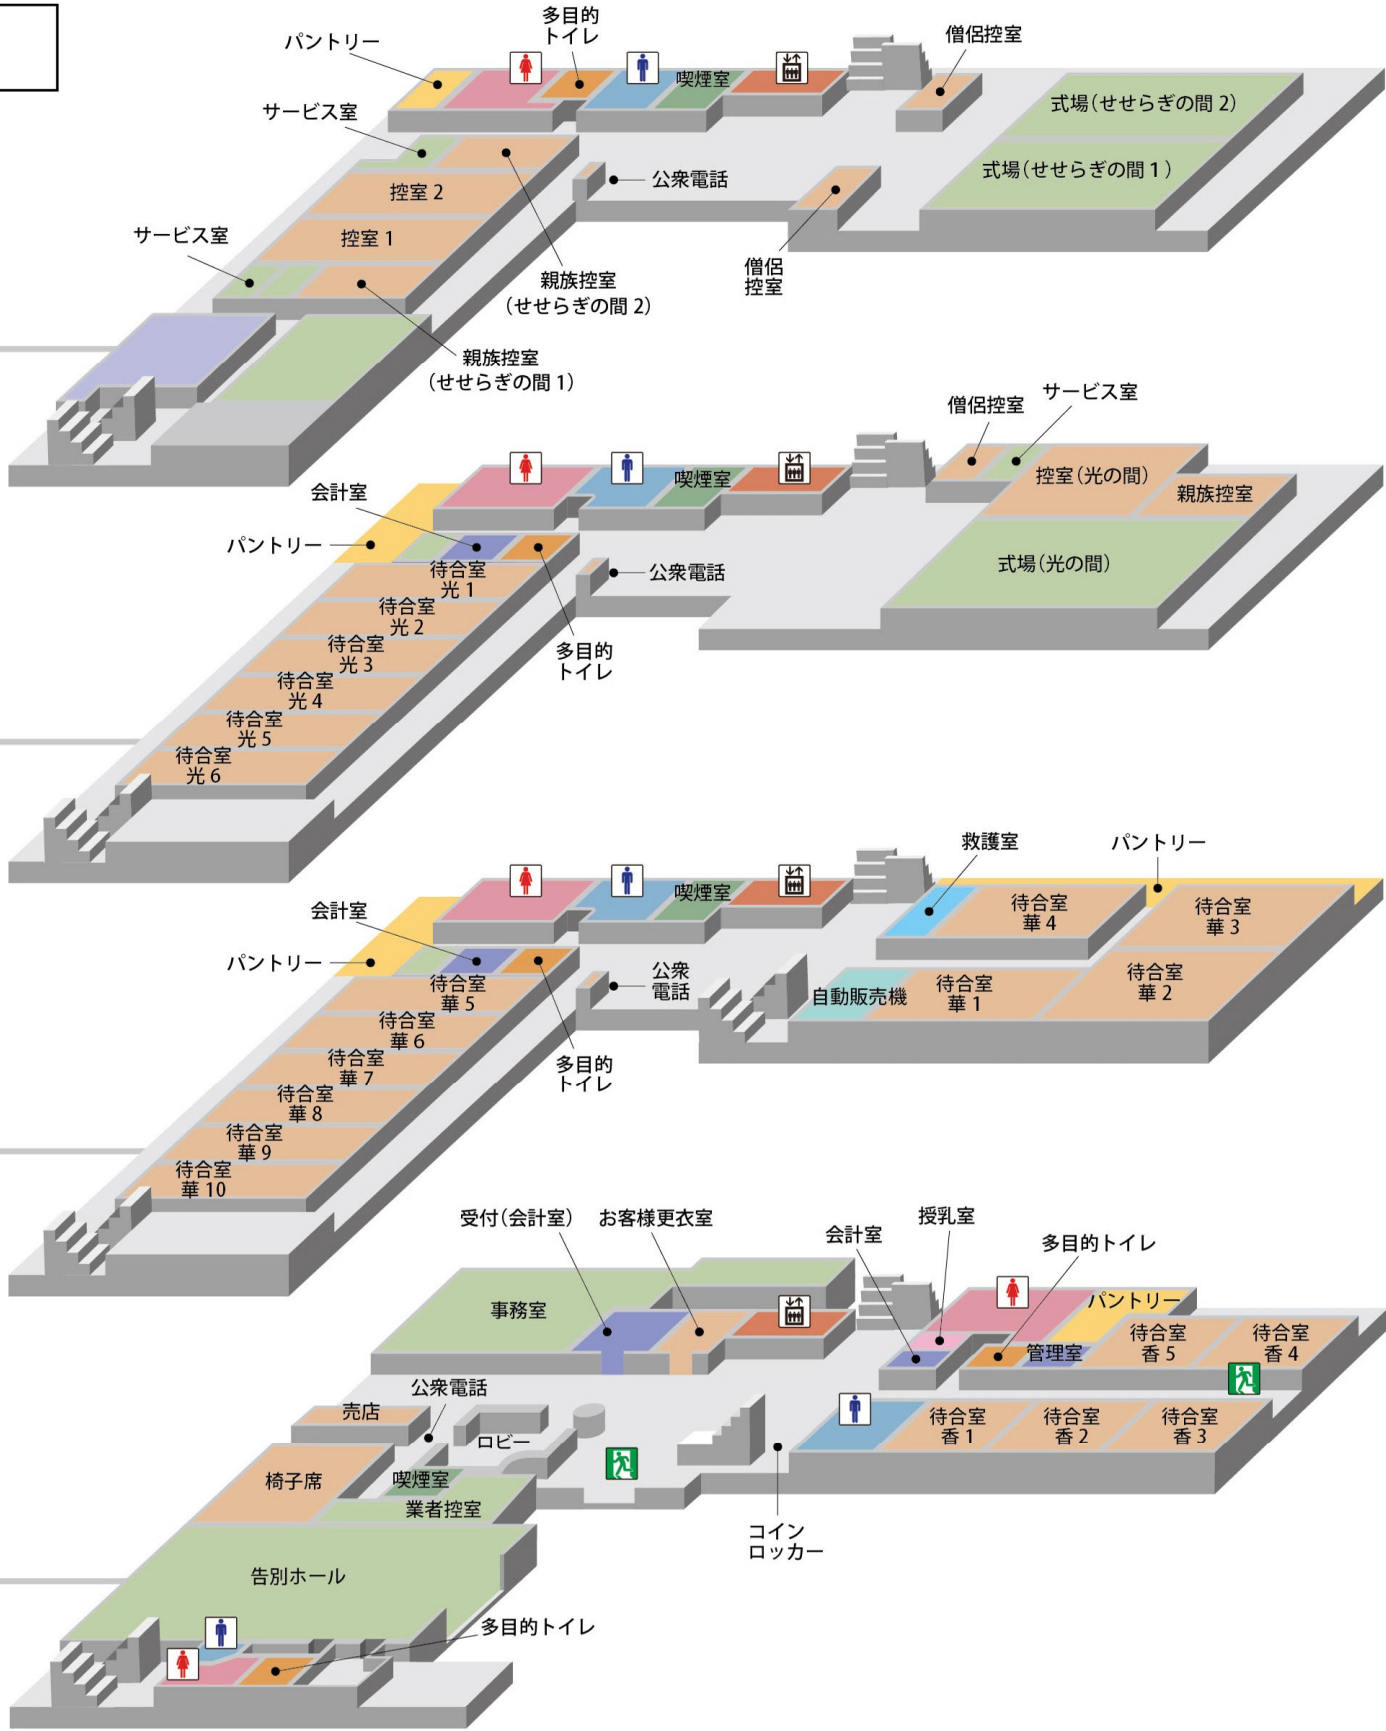 多目的
トイレ
パントリー
喫煙室
僧侶控室
サービス室
式場(せせらぎの間 2)
式場(せせらぎの間 1)
控室 2
公衆電話
控室 1
サービス室
僧侶
控室
親族控室
(せせらぎの間 2)
親族控室
(せせらぎの間 1)
サービス室
僧侶控室
会計室
喫煙室
控室(光の間)
親族控室
パントリー
待合室
光 1
公衆電話
式場(光の間)
待合室
光 2
待合室
光 3
多目的
トイレ
待合室
光 4
待合室
光 5
待合室
光 6
救護室
パントリー
会計室
喫煙室
待合室
華 4
待合室
華 3
パントリー
待合室
華 5
公衆
電話
自動販売機
待合室
華 1
待合室
華 2
待合室
華 6
待合室
華 7
多目的
トイレ
待合室
華 8
待合室
華 9
待合室
華 10
受付(会計室)
お客様更衣室
会計室
授乳室
多目的トイレ
事務室
パントリー
管理室
待合室
香 5
待合室
香 4
公衆電話
売店
ロビー
待合室
香 1
待合室
香 2
待合室
香 3
椅子席
喫煙室
業者控室
コイン
ロッカー
告別ホール
多目的トイレ